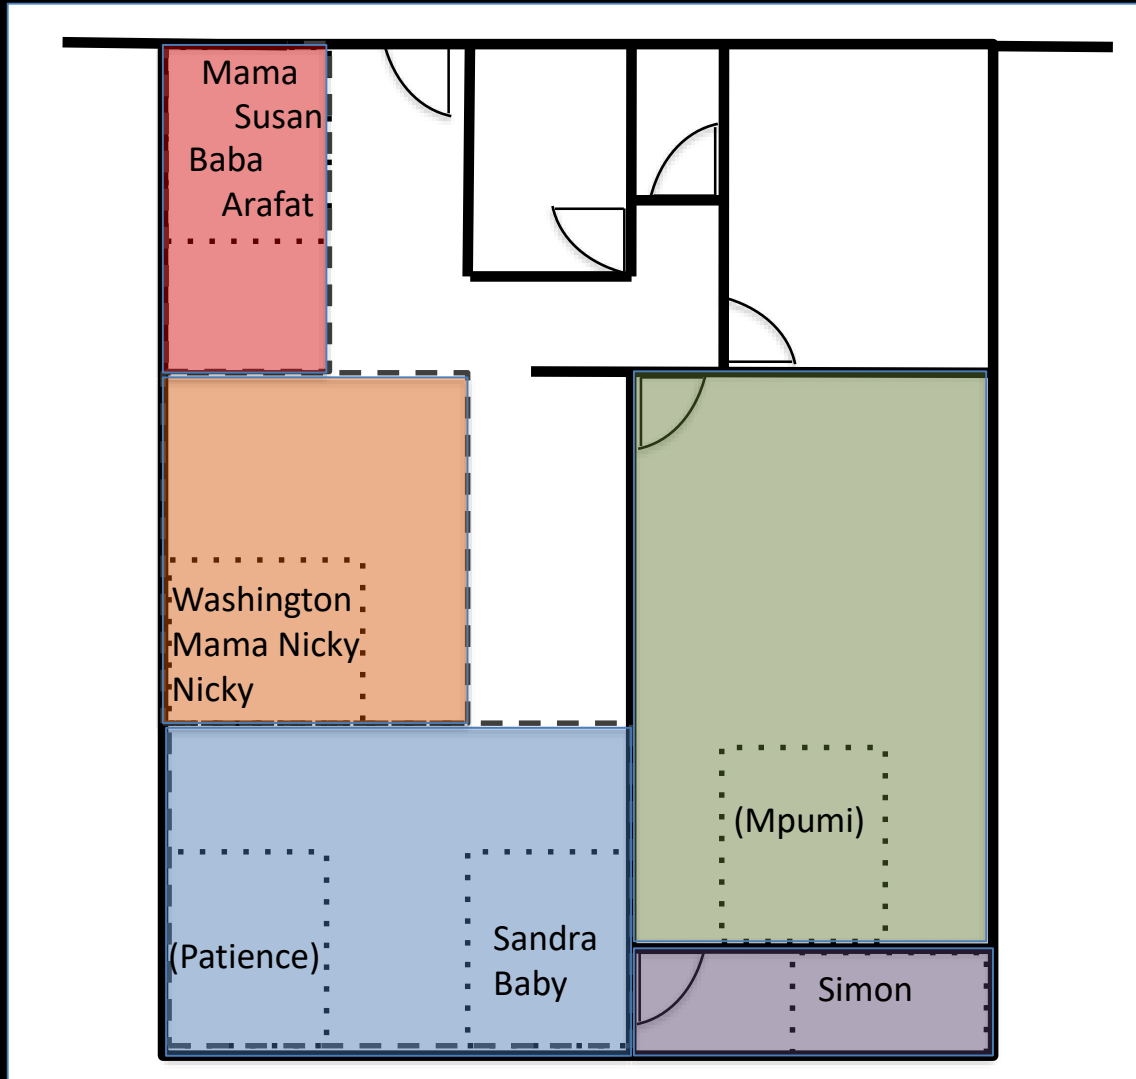 Mama
Susan
Baba
Arafat
Washington
Mama Nicky
Nicky
(Mpumi)
(Patience)
Sandra
Baby
Simon